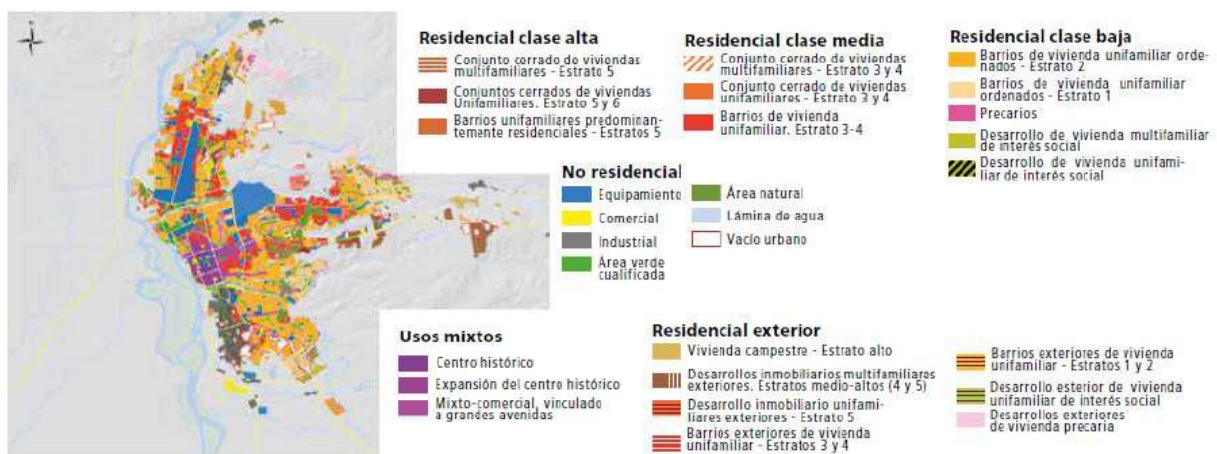 Residencial clase alta
Conjunto cerrado de viviendas
multifamiliares - Estrato 5
Conjuntos cerrados de viviendas
Unifamiliares. Estrato 5 y 6
Barrios unifamiliares predominan-
temente residenciales - Estratos 5
Residencial clase media
Conjunto cerrado de viviendas
multifamiliares - Estrato 3 y 4
Conjunto cerrado de viviendas
unifamiliares - Estrato 3 y 4
Barrios de vivienda
unifamiliar. Estrato 3-4
Residencial clase baja
Barrios de vivienda unifamiliar orde-
nados - Estrato 2
Barrios de vivienda unifamiliar
ordenados - Estrato 1
Precarios
Desarrollo de vivienda multifamiliar
de interés social
Desarrollo de vivienda unifami-
liar de interés social
No residencial
Equipamiento
Comercial
Industrial
Área verde
cualificada
Área natural
Lámina de agua
Vacío urbano
Usos mixtos
Centro histórico
Expansión del centro histórico
Mixto-comercial, vinculado
a grandes avenidas
Residencial exterior
Vivienda campestre - Estrato alto
Desarrollos inmobiliarios multifamiliares
exteriores. Estratos medio-altos (4 y 5)
Desarrollo inmobiliario unifami-
liares exteriores - Estrato 5
Barrios exteriores de vivienda
unifamiliar - Estratos 3 y 4
Barrios exteriores de vivienda
unifamiliar - Estratos 1 y 2
Desarrollo esterior de vivienda
unifamiliar de interés social
Desarrollos exteriores
de vivienda precaria